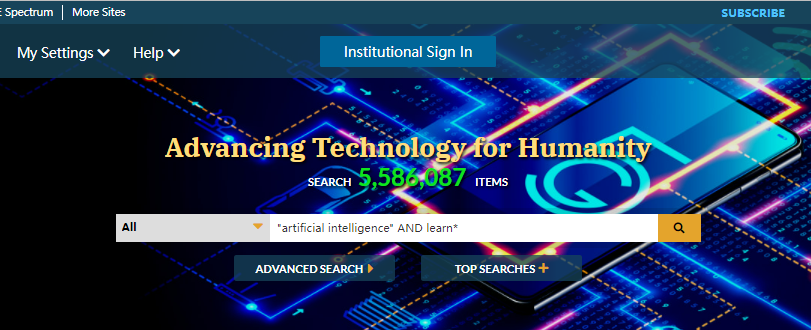 E Spectrum | More Sites SUBSCRIBE
My Settings Help Institutional Sign In
Advancing Technology for Humanity
SEARCH 5,586,087 ITEMS
All "artificial intelligence" AND learn*
ADVANCED SEARCH TOP SEARCHES +